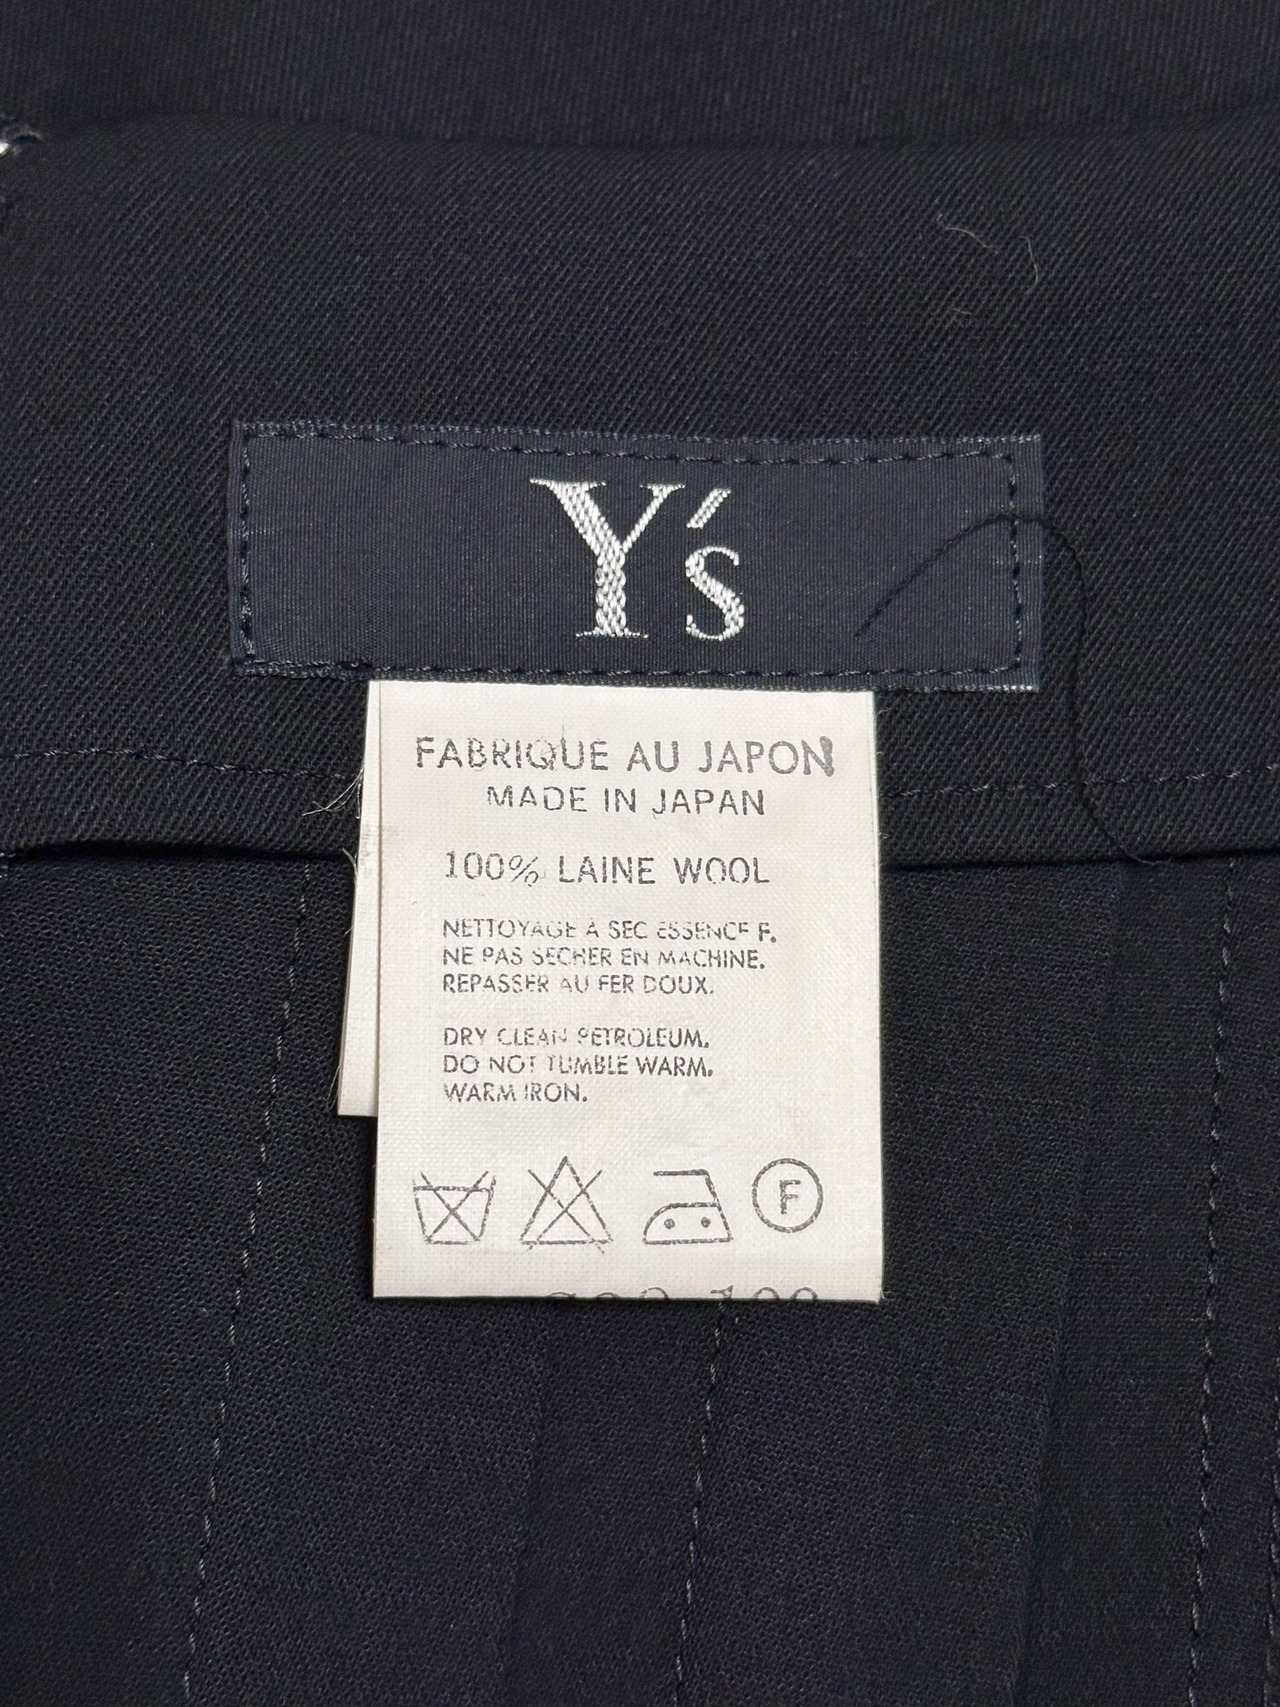 Y's
FABRIQUE AU JAPON
MADE IN JAPAN
100% LAINE WOOL
NETTOYAGE A SEC ESSENCE F.
NE PAS SECHER EN MACHINE.
REPASSER AU FER DOUX.
DRY CLEAN PETROLEUM.
DO NOT TUMBLE WARM.
WARM IRON.
F